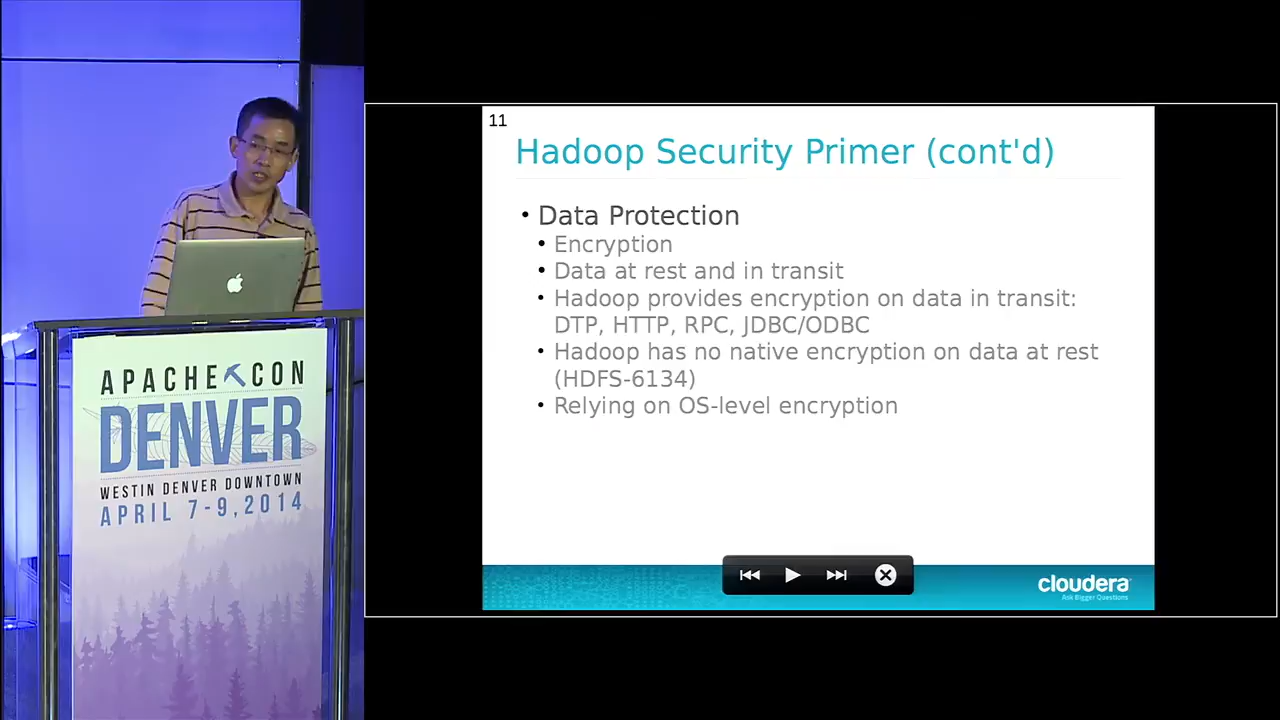 APACHE CON
DENVER
WESTIN DENVER DOWNTOWN
APRIL 7-9, 2014
11
Hadoop Security Primer (cont'd)
• Data Protection
• Encryption
• Data at rest and in transit
• Hadoop provides encryption on data in transit:
DTP, HTTP, RPC, JDBC/ODBC
• Hadoop has no native encryption on data at rest
(HDFS-6134)
• Relying on OS-level encryption
cloudera
Ask Bigger Questions